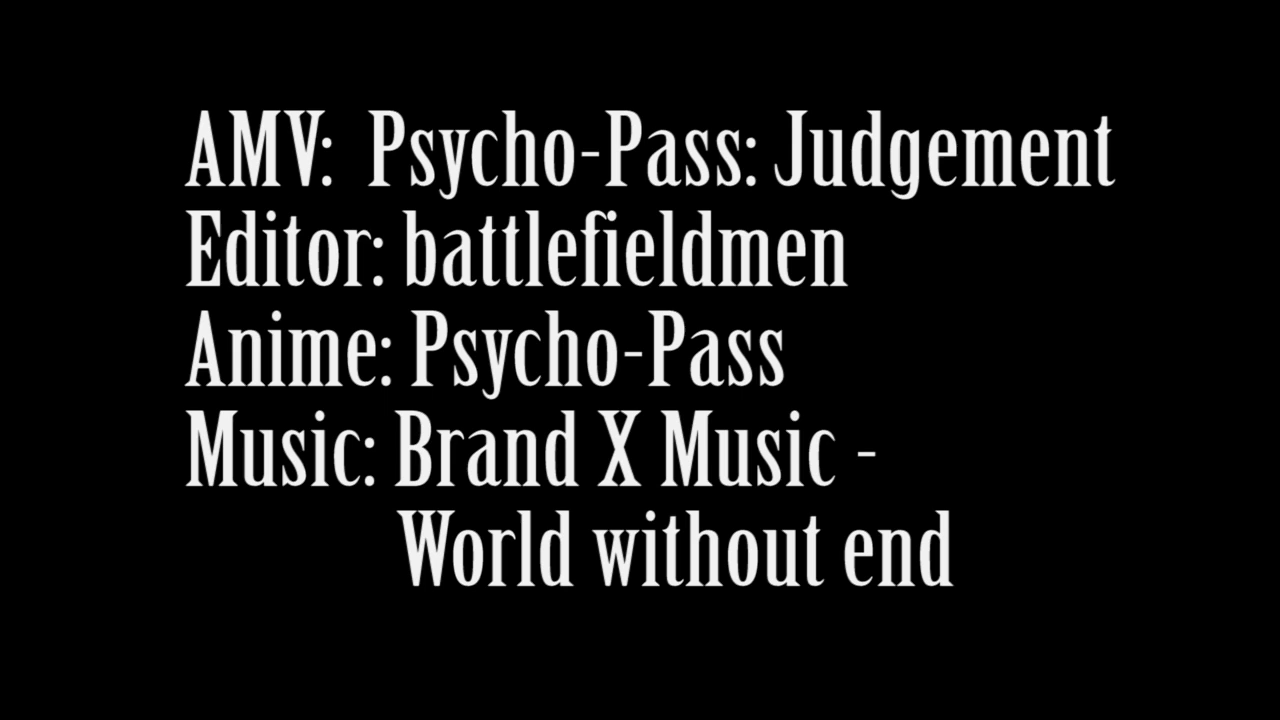 AMV:  Psycho-Pass: Judgement
Editor: battlefieldmen
Anime: Psycho-Pass
Music: Brand X Music -
World without end